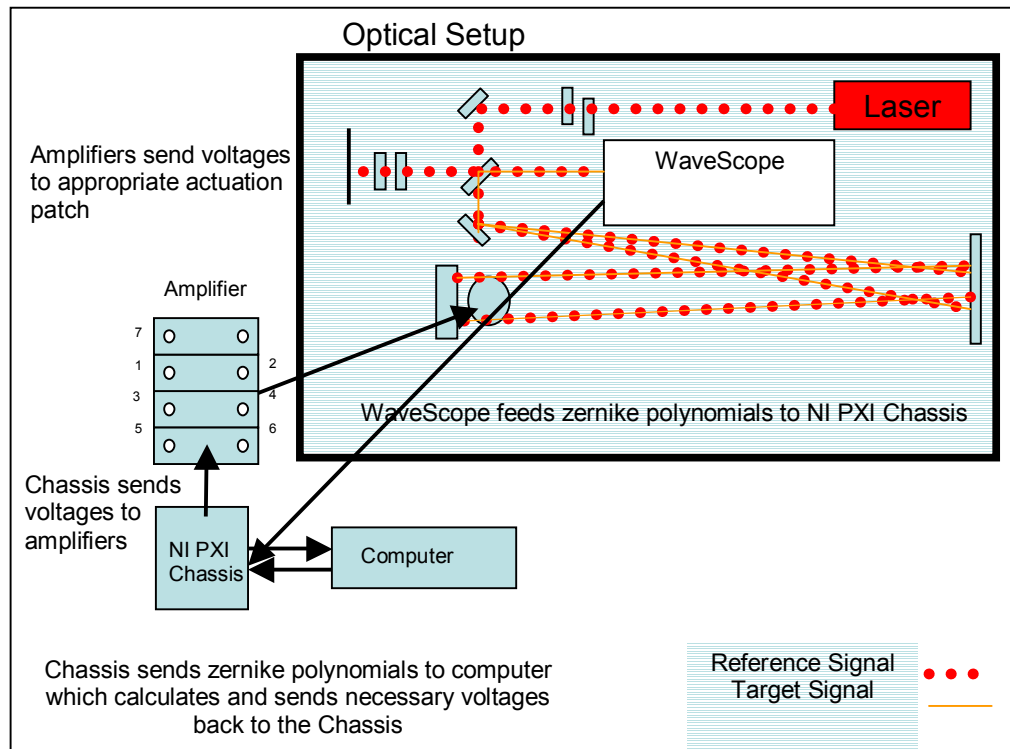 Optical Setup
Laser
WaveScope
Amplifiers send voltages
to appropriate actuation
patch
Amplifier
7
1
2
3
4
5
6
WaveScope feeds zernike polynomials to NI PXI Chassis
Chassis sends
voltages to
amplifiers
NI PXI
Chassis
Computer
Chassis sends zernike polynomials to computer
which calculates and sends necessary voltages
back to the Chassis
Reference Signal
Target Signal